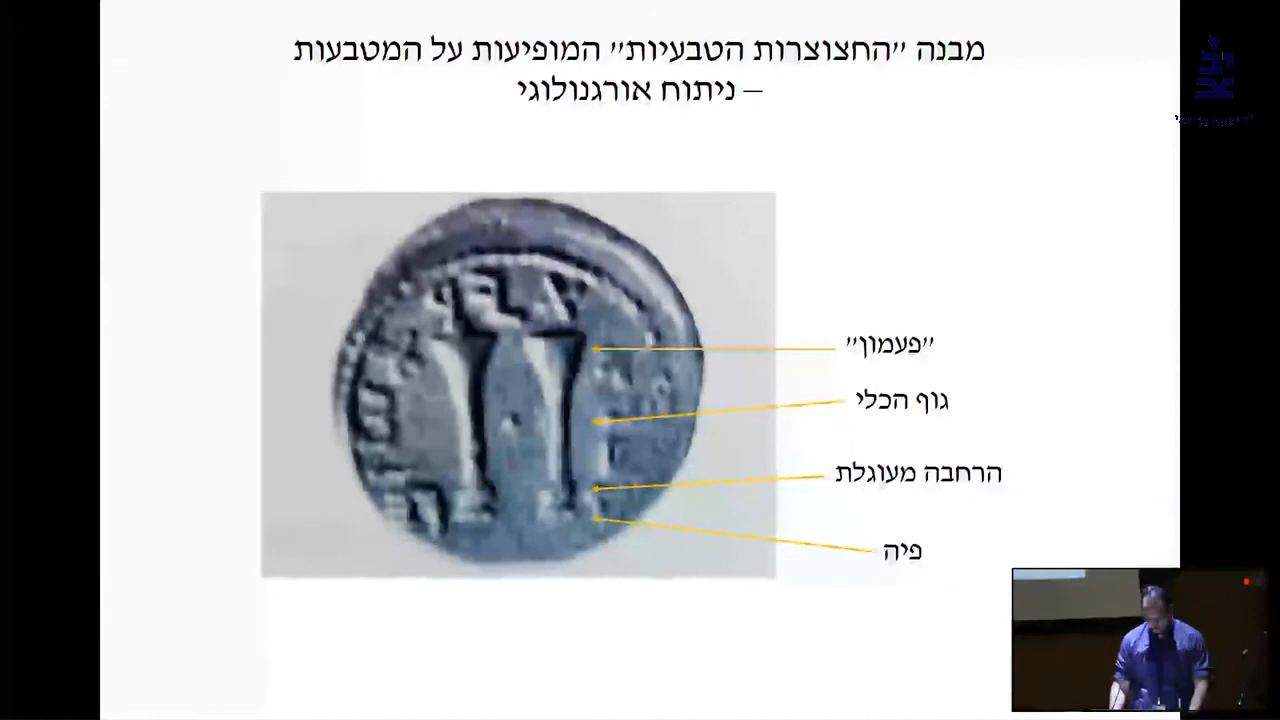 מבנה "החצוצרות הטבעיות" המופיעות על המטבעות
– ניתוח אורגנולוגי
"פעמון"
גוף הכלי
הרחבה מעוגלת
פיה